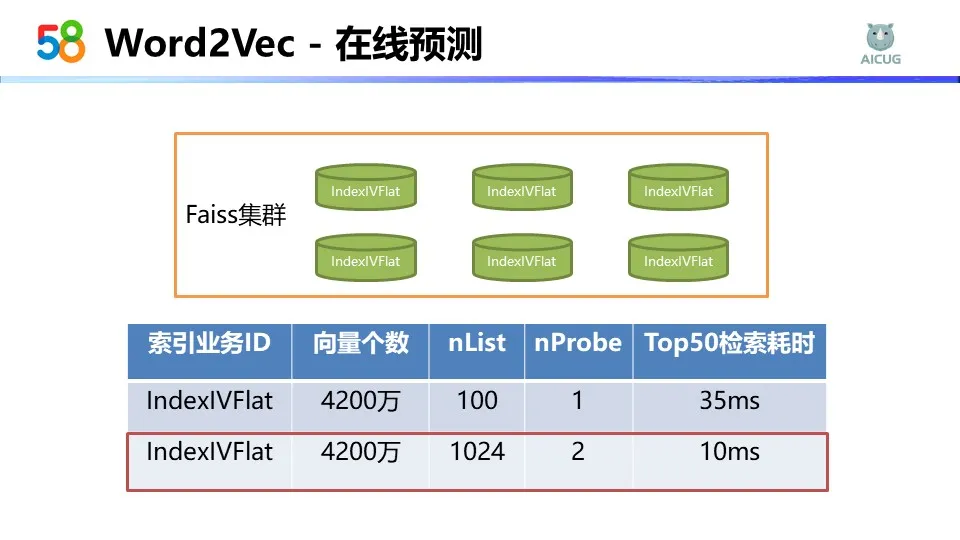 58 Word2Vec - 在线预测
AICUG
IndexIVFlat IndexIVFlat IndexIVFlat
Faiss集群
IndexIVFlat IndexIVFlat IndexIVFlat
索引业务ID 向量个数 nList nProbe Top50检索耗时
IndexIVFlat 4200万 100 1 35ms
IndexIVFlat 4200万 1024 2 10ms